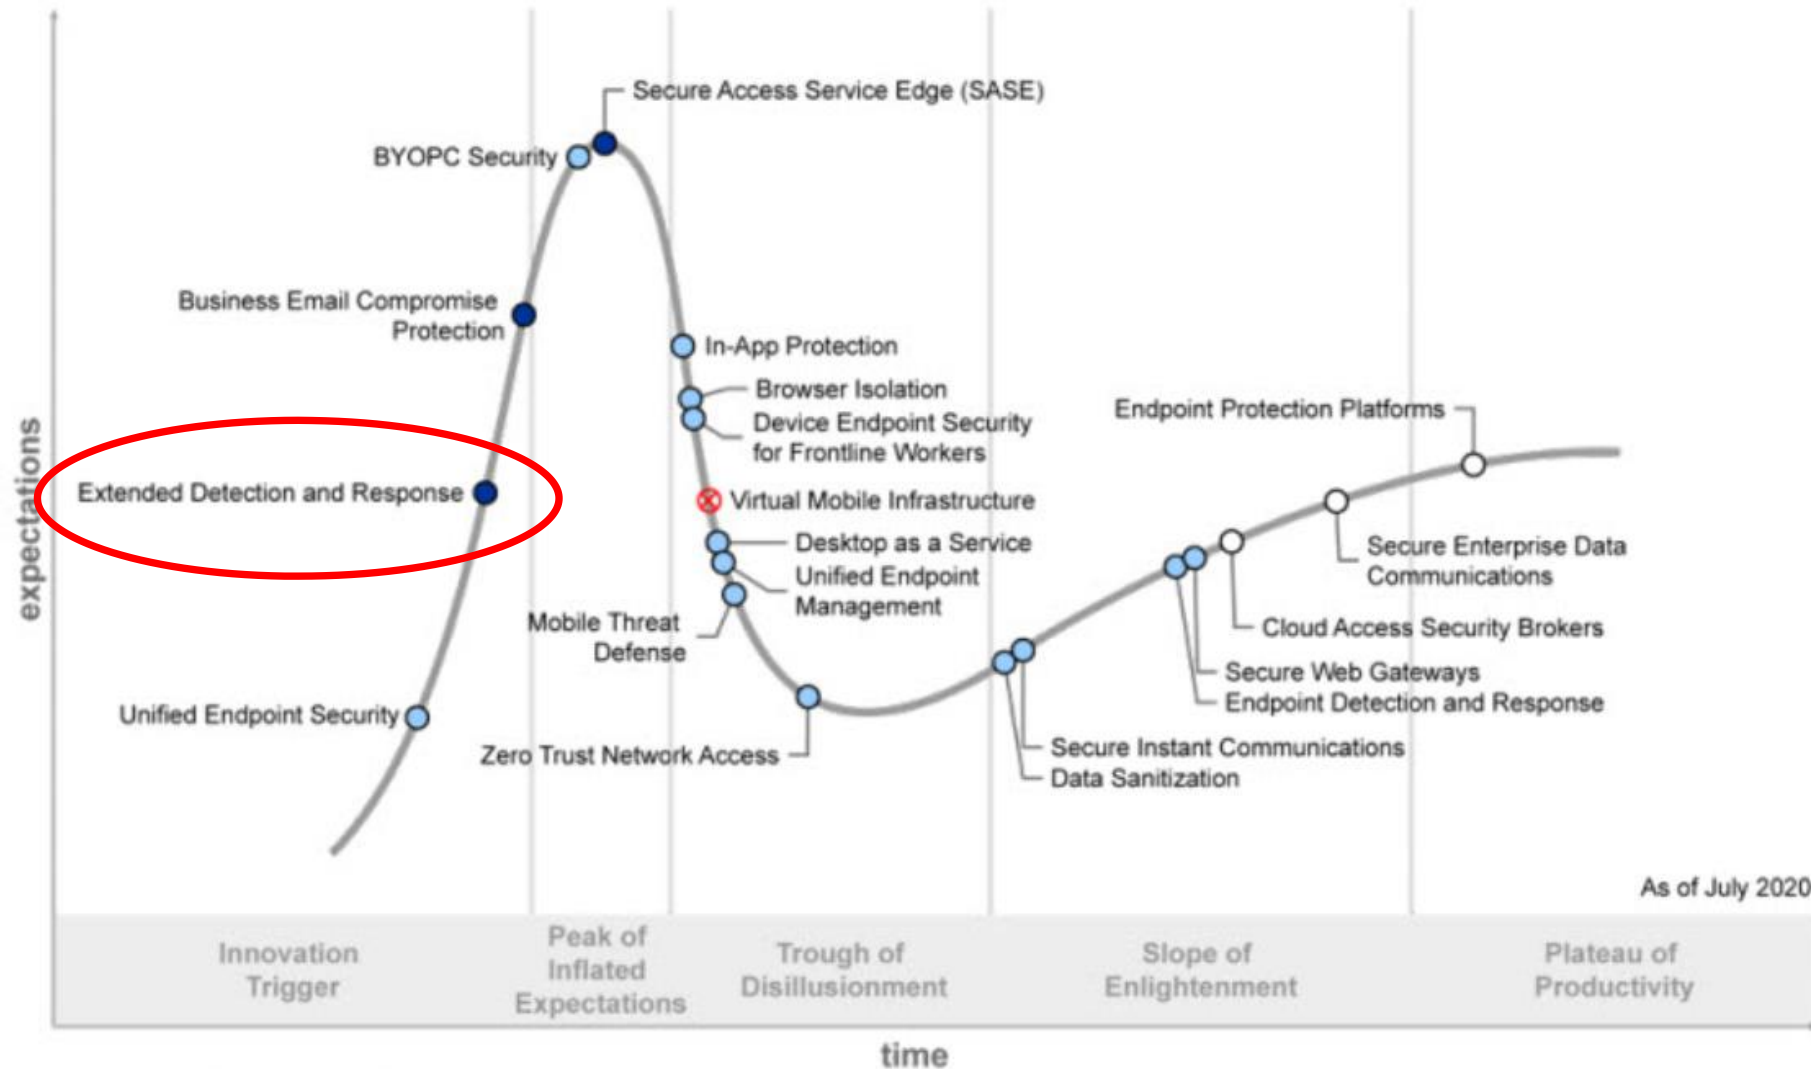 Secure Access Service Edge (SASE)
BYOPC Security
Business Email Compromise
Protection
In-App Protection
Browser Isolation
Device Endpoint Security
for Frontline Workers
Endpoint Protection Platforms
expectations
Extended Detection and Response
Virtual Mobile Infrastructure
Desktop as a Service
Unified Endpoint
Management
Secure Enterprise Data
Communications
Mobile Threat
Defense
Cloud Access Security Brokers
Secure Web Gateways
Endpoint Detection and Response
Unified Endpoint Security
Zero Trust Network Access
Secure Instant Communications
Data Sanitization
As of July 2020
Innovation
Trigger
Peak of
Inflated
Expectations
Trough of
Disillusionment
Slope of
Enlightenment
Plateau of
Productivity
time